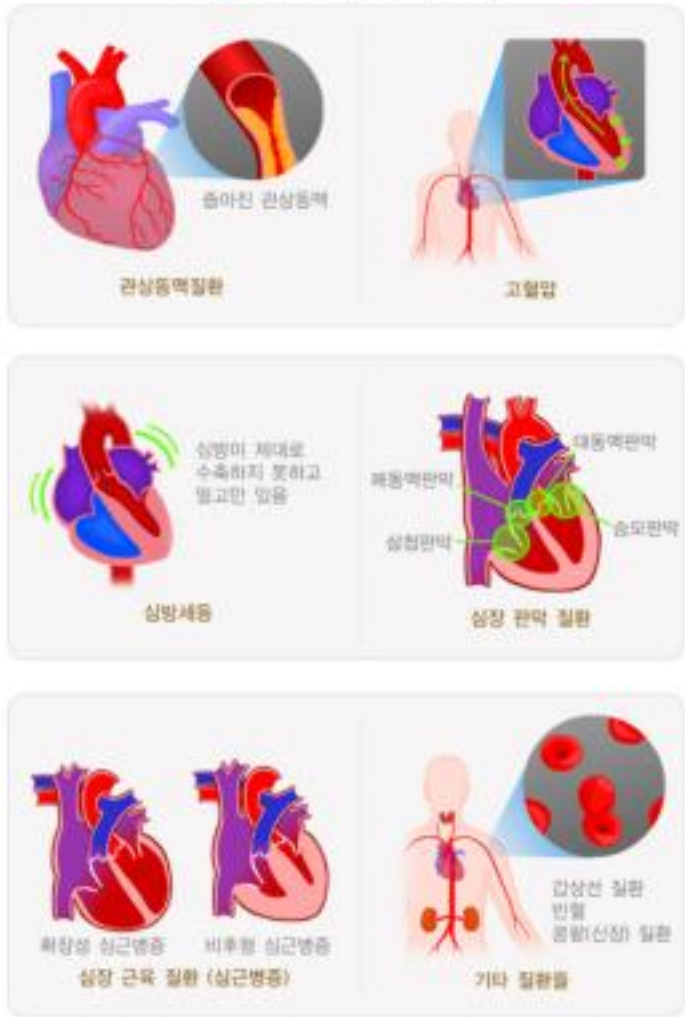 좁아진 관상동맥
관상동맥질환
고혈압
심방이 제대로
수축하지 못하고
떨고만 있음
심방세동
대동맥판막
폐동맥판막
삼첨판막
승모판막
심장 판막 질환
확장성 심근병증
비후형 심근병증
심장 근육 질환 (심근병증)
갑상선 질환
빈혈
콩팥(신장) 질환
기타 질환들